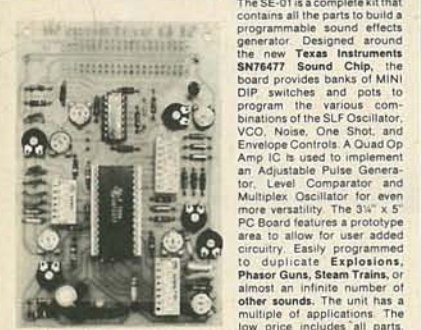 The SE-01 is a complete kit that
contains all the parts to build a
programmable sound effects
generator. Designed around
the new Texas Instruments
SN76477 Sound Chip, the
board provides banks of MINI
DIP switches and pots to
program the various com-
binations of the SLF Oscillator,
VCO, Noise, One Shot, and
Envelope Controls. A Quad Op
Amp IC is used to implement
an Adjustable Pulse Genera-
tor, Level Comparator and
Multiplex Oscillator for even
more versatility. The 3¼" x 5"
PC Board features a prototype
area to allow for user added
circuitry. Easily programmed
to duplicate Explosions,
Phasor Guns, Steam Trains, or
almost an infinite number of
other sounds. The unit has a
multiple of applications. The
low price includes all parts,